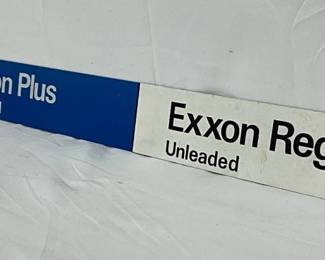 on Plus
Exxon Reg
Unleaded